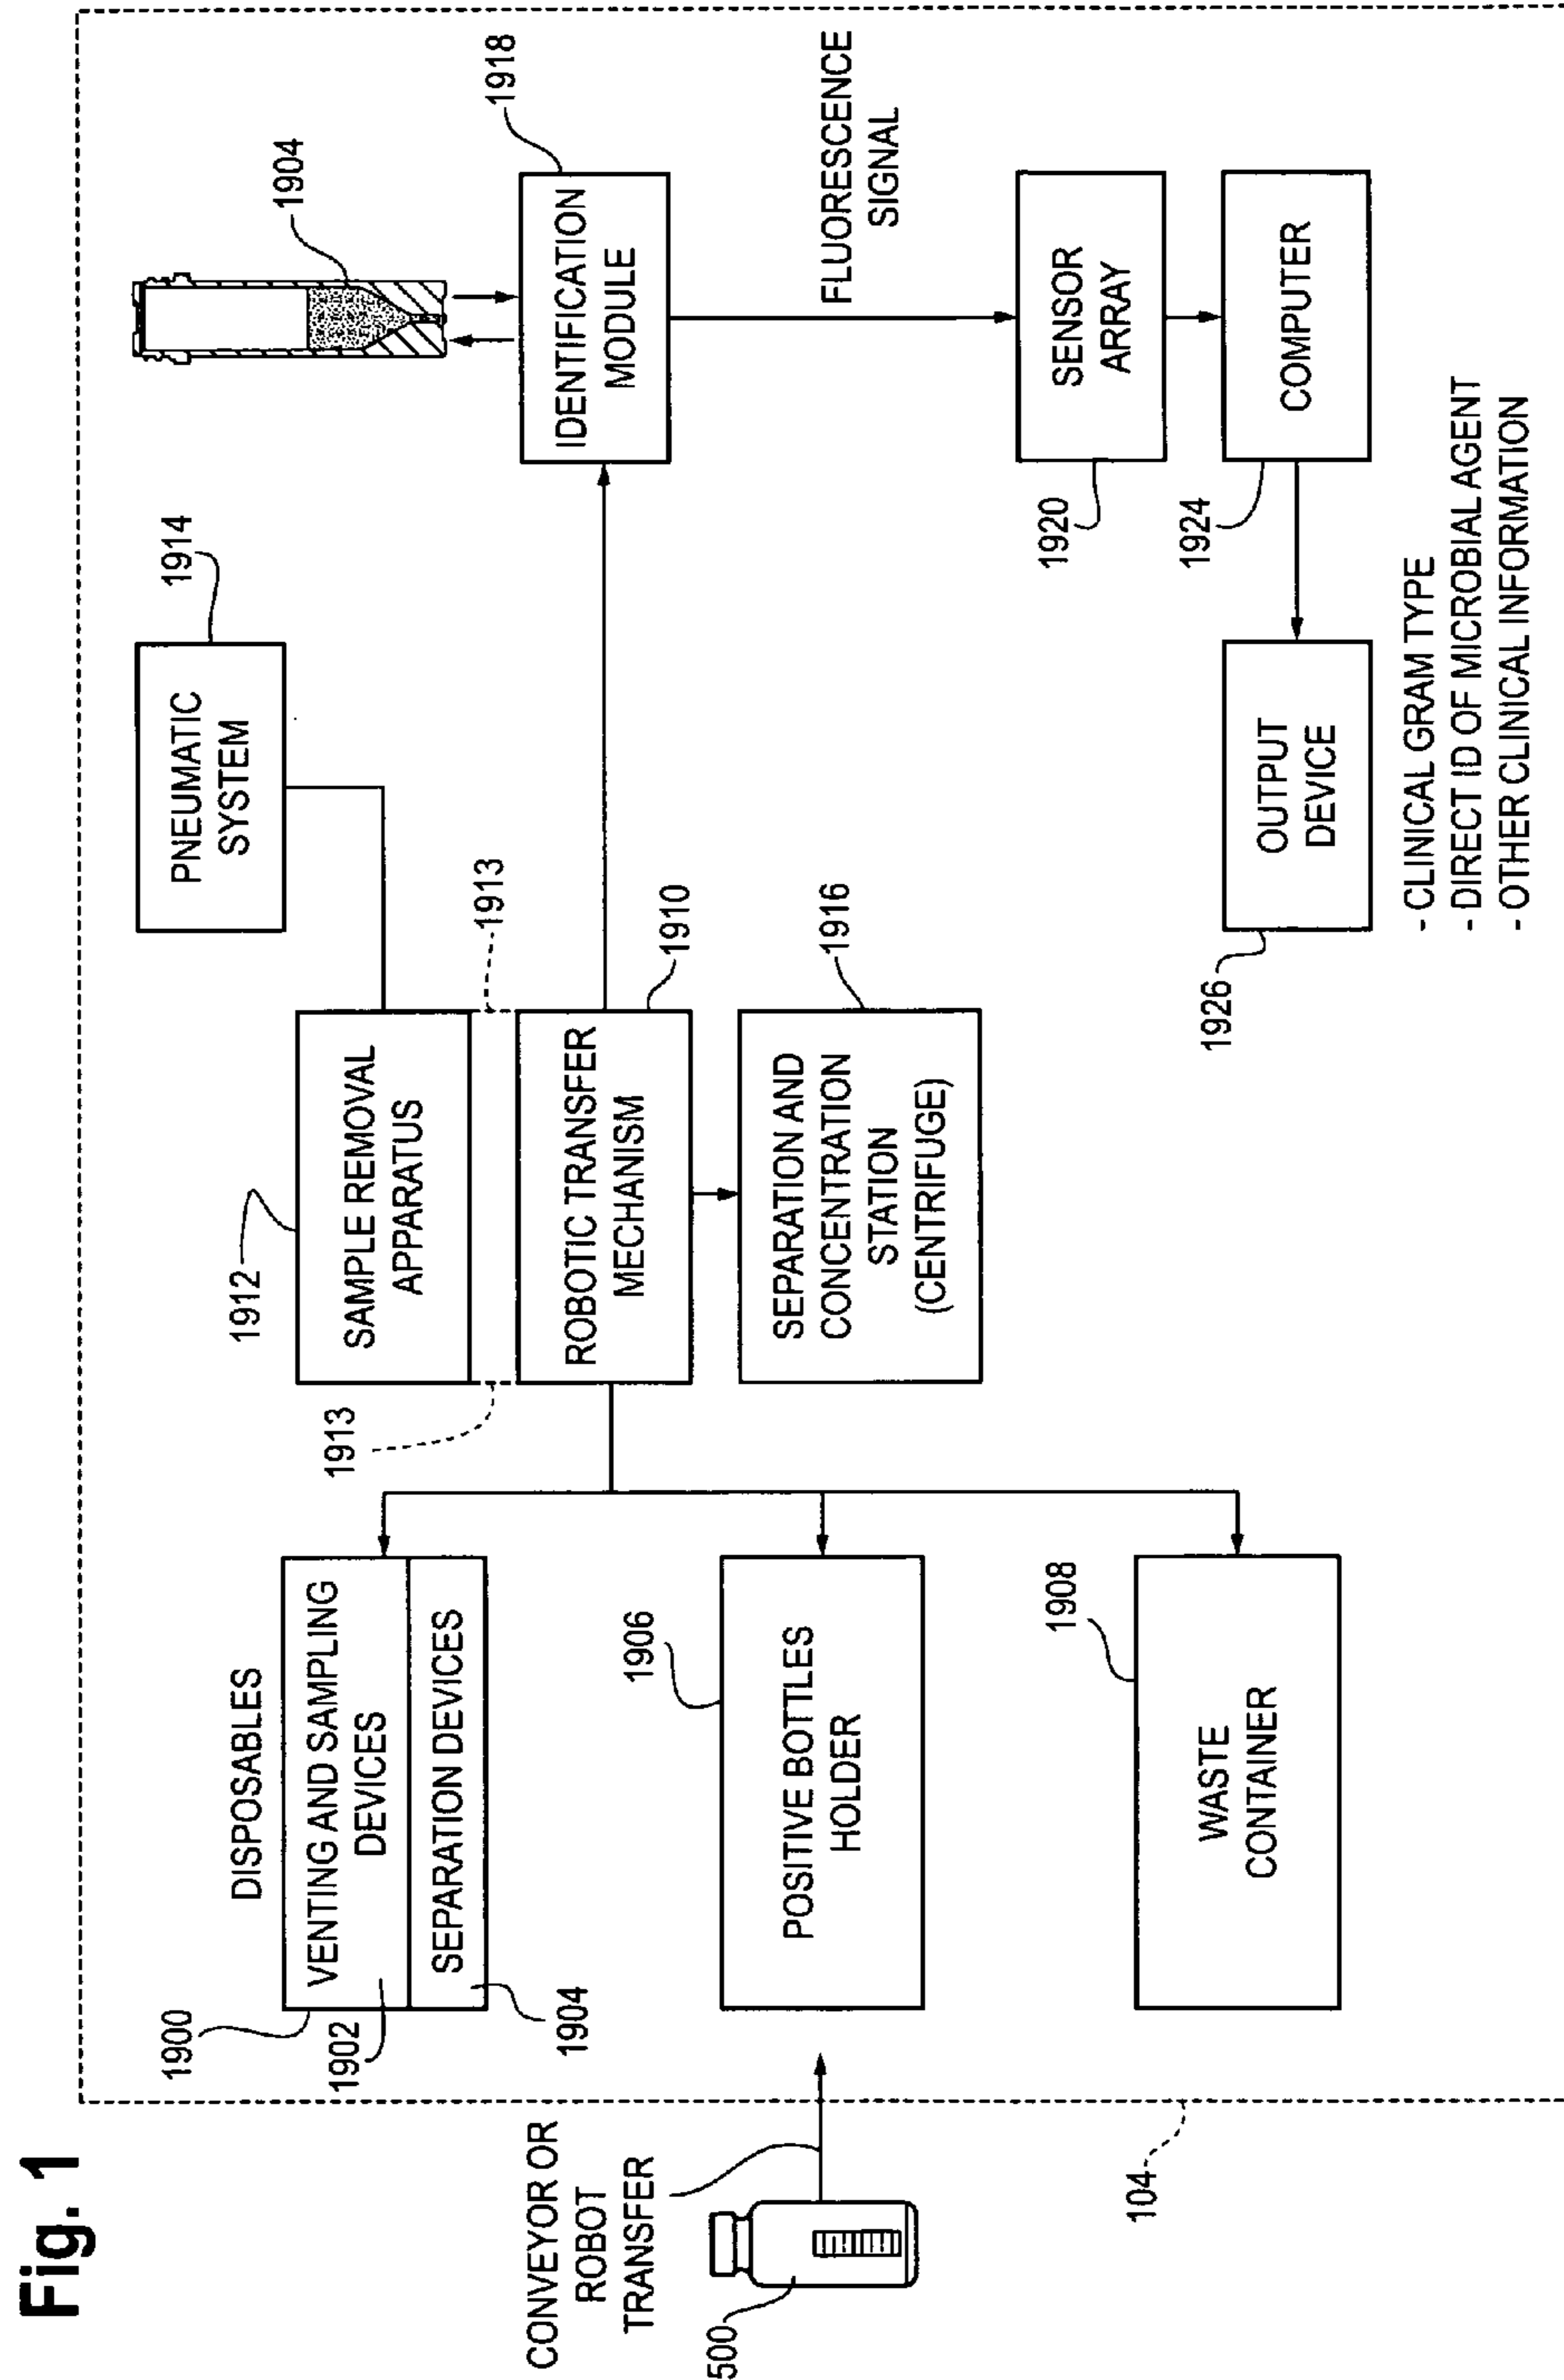 Fig. 1
CONVEYOR OR
ROBOT
TRANSFER
500
104
DISPOSABLES
1900
VENTING AND SAMPLING
DEVICES
1902
SEPARATION DEVICES
1904
1906
POSITIVE BOTTLES
HOLDER
1908
WASTE
CONTAINER
1912
SAMPLE REMOVAL
APPARATUS
1913
1913
ROBOTIC TRANSFER
MECHANISM
1910
SEPARATION AND
CONCENTRATION
STATION
(CENTRIFUGE)
1916
PNEUMATIC
SYSTEM
1914
1904
IDENTIFICATION
MODULE
1918
FLUORESCENCE
SIGNAL
SENSOR
ARRAY
1920
COMPUTER
1924
OUTPUT
DEVICE
1926
- CLINICAL GRAM TYPE
- DIRECT ID OF MICROBIAL AGENT
- OTHER CLINICAL INFORMATION